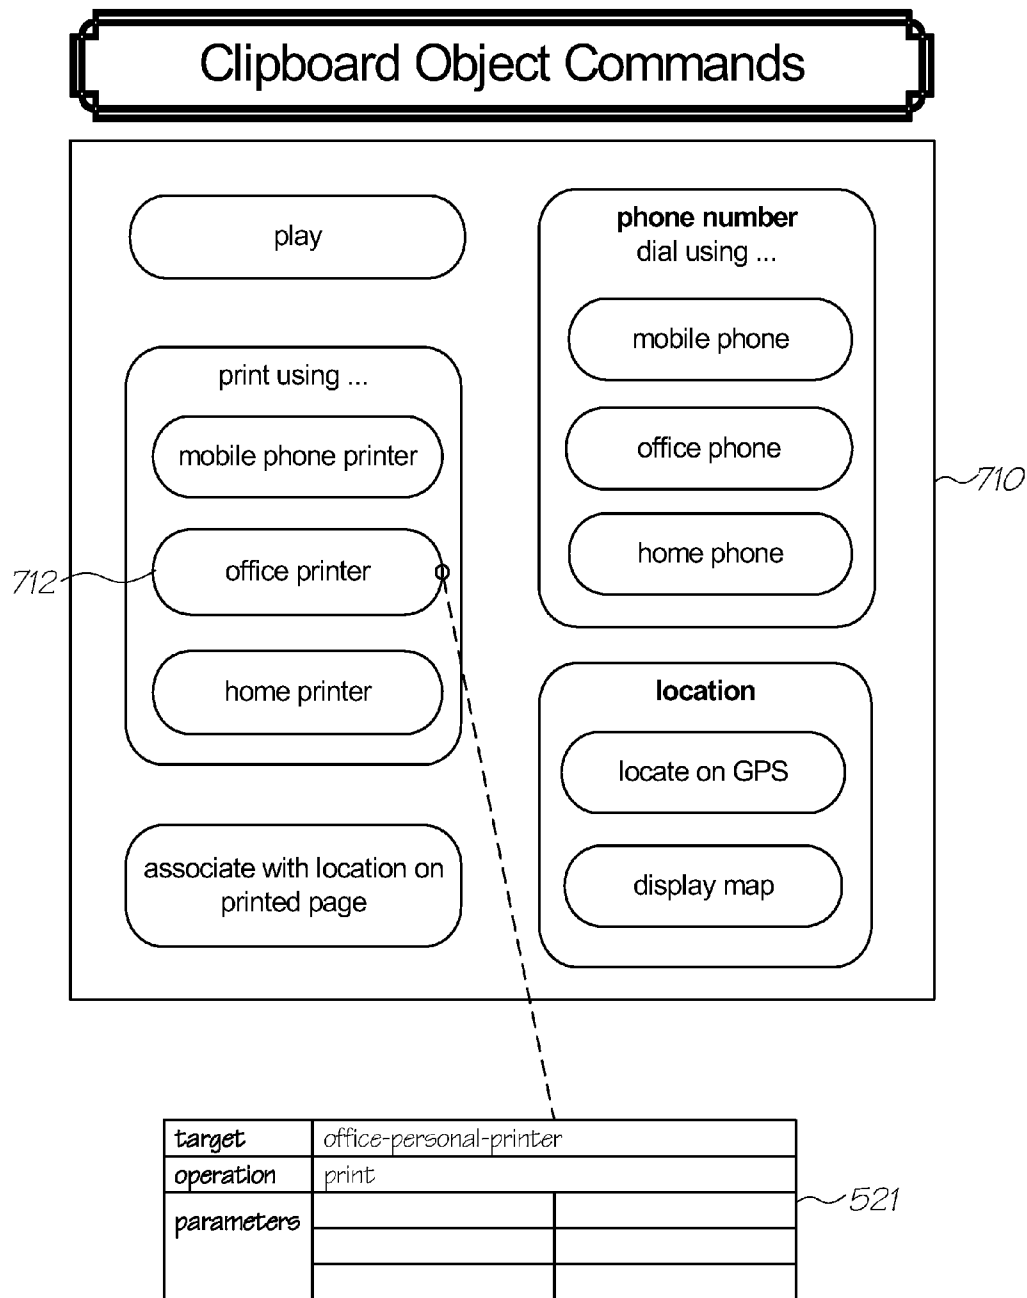 Clipboard Object Commands
play
print using ...
mobile phone printer
office printer
home printer
associate with location on
printed page
phone number
dial using ...
mobile phone
office phone
home phone
location
locate on GPS
display map
710
712
target office-personal-printer
operation print
parameters
521